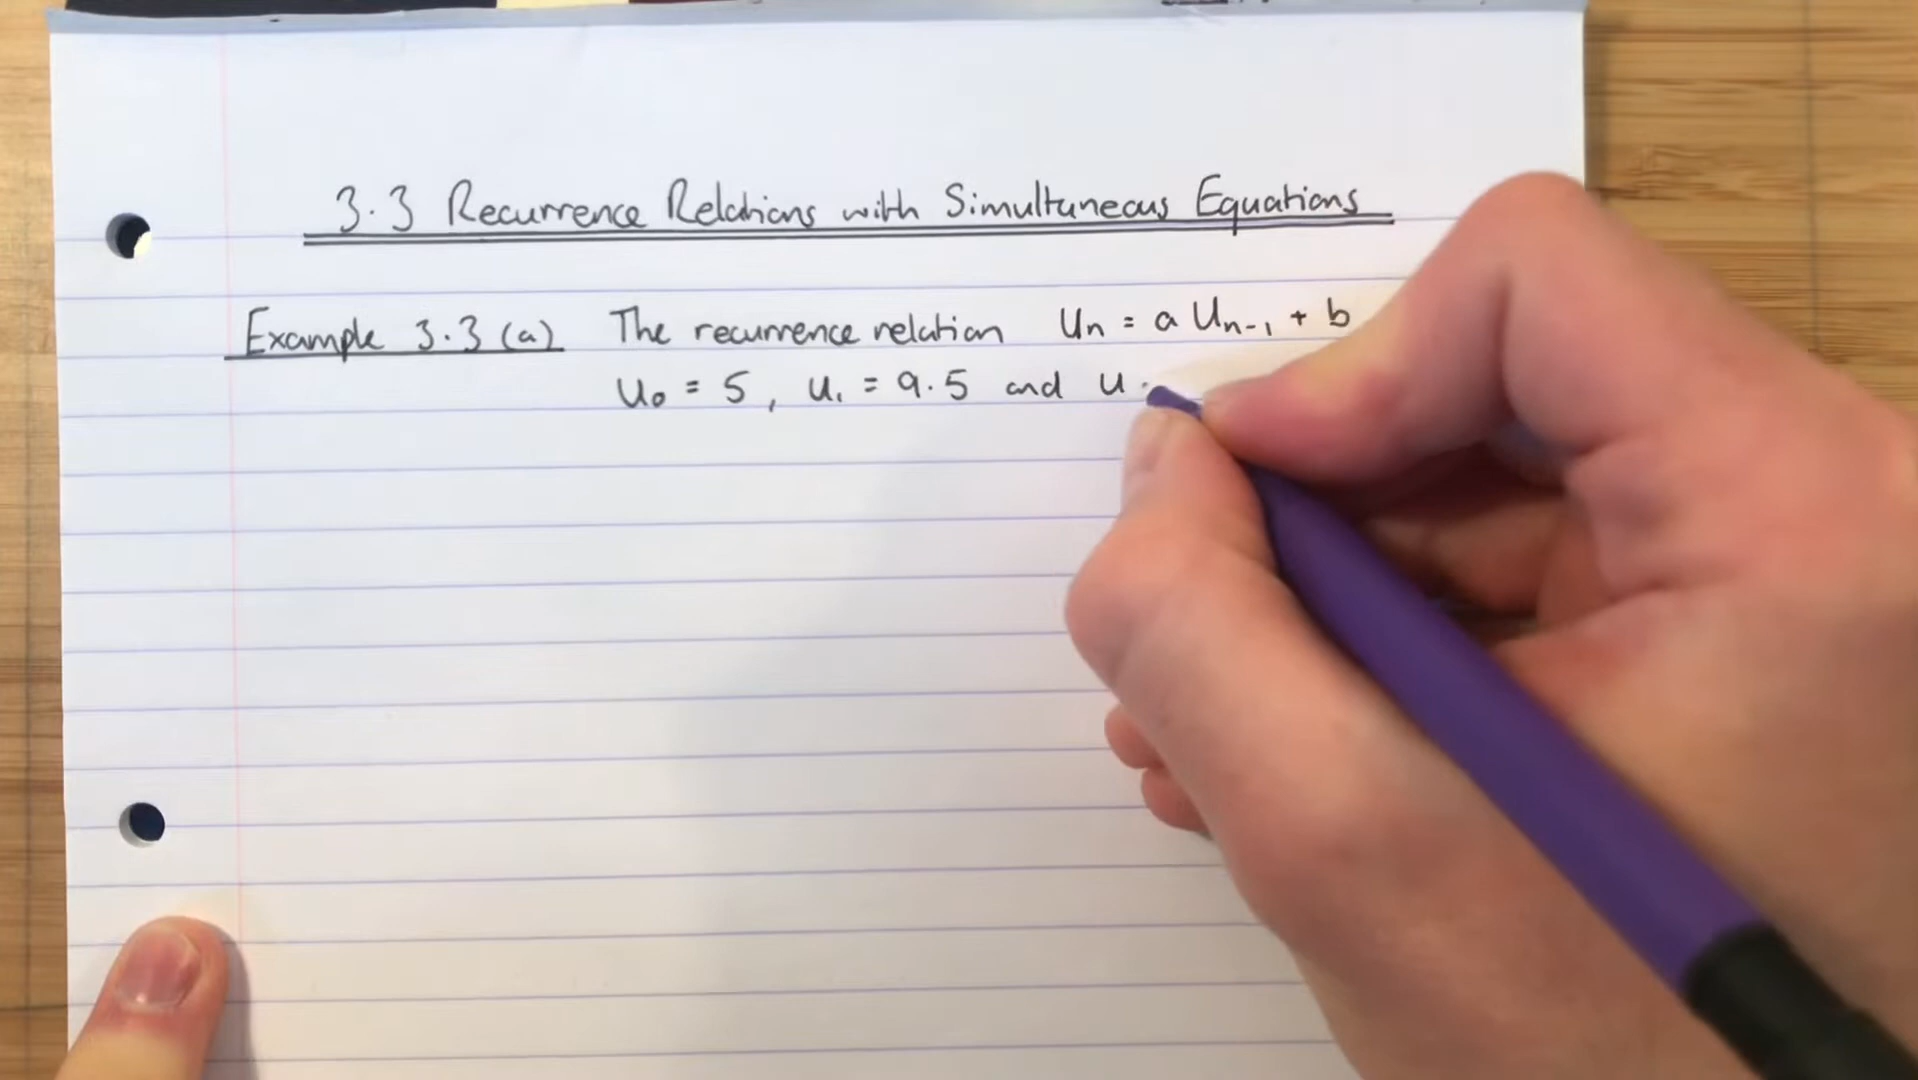 3.3 Recurrence Relations with Simultaneous Equations
Example 3.3 (a) The recurrence relation Un = a Un-1 + b
U0 = 5, U1 = 9.5 and U